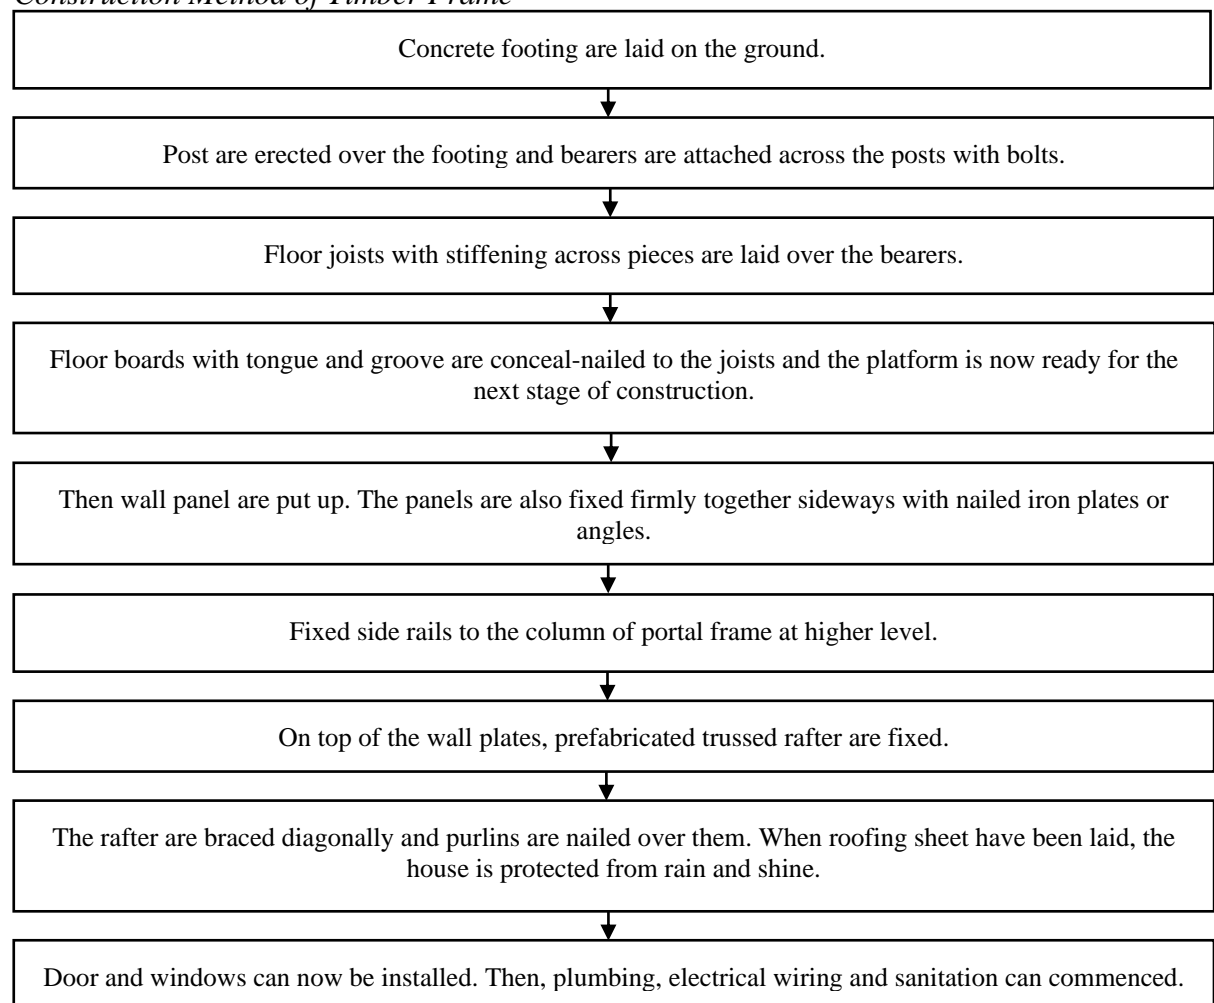 Construction Method of Timber Frame
Concrete footing are laid on the ground.
Post are erected over the footing and bearers are attached across the posts with bolts.
Floor joists with stiffening across pieces are laid over the bearers.
Floor boards with tongue and groove are conceal-nailed to the joists and the platform is now ready for the
next stage of construction.
Then wall panel are put up. The panels are also fixed firmly together sideways with nailed iron plates or
angles.
Fixed side rails to the column of portal frame at higher level.
On top of the wall plates, prefabricated trussed rafter are fixed.
The rafter are braced diagonally and purlins are nailed over them. When roofing sheet have been laid, the
house is protected from rain and shine.
Door and windows can now be installed. Then, plumbing, electrical wiring and sanitation can commenced.